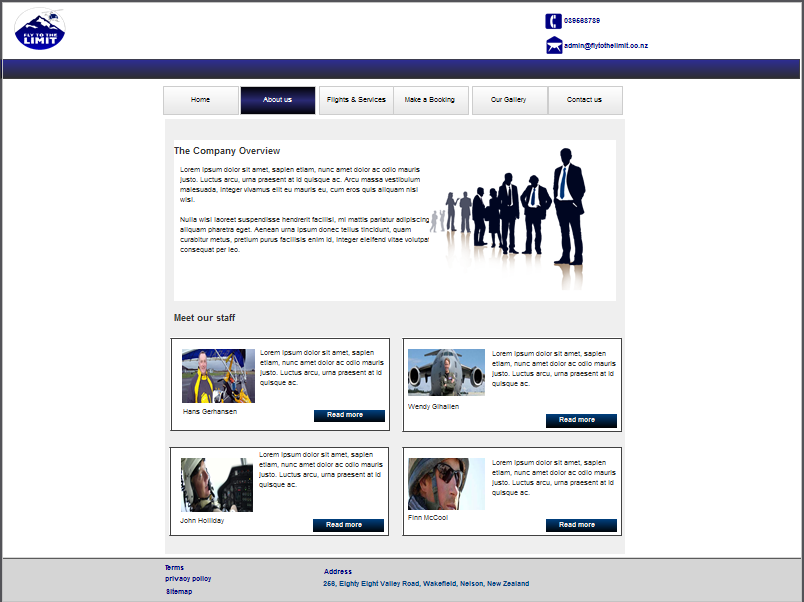 FLY TO THE
LIMIT
039568789
admin@flytothelimit.co.nz
Home
About us
Flights & Services
Make a Booking
Our Gallery
Contact us
The Company Overview
Lorem ipsum dolor sit amet, sapien etiam, nunc amet dolor ac odio mauris
justo. Luctus arcu, urna praesent at id quisque ac. Arcu massa vestibulum
malesuada, integer vivamus elit eu mauris eu, cum eros quis aliquam nisl
wisi.
Nulla wisi laoreet suspendisse hendrerit facilisi, mi mattis pariatur adipiscing
aliquam pharetra eget. Aenean urna ipsum donec tellus tincidunt, quam
curabitur metus, pretium purus facilisis enim id, integer eleifend vitae volutpat
consequat per leo.
Meet our staff
Lorem ipsum dolor sit amet, sapien
etiam, nunc amet dolor ac odio mauris
justo. Luctus arcu, urna praesent at id
quisque ac.
Hans Gerhansen
Read more
Lorem ipsum dolor sit amet, sapien
etiam, nunc amet dolor ac odio mauris
justo. Luctus arcu, urna praesent at id
quisque ac.
Wendy Gihallen
Read more
Lorem ipsum dolor sit amet, sapien
etiam, nunc amet dolor ac odio mauris
justo. Luctus arcu, urna praesent at id
quisque ac.
John Holliday
Read more
Lorem ipsum dolor sit amet, sapien
etiam, nunc amet dolor ac odio mauris
justo. Luctus arcu, urna praesent at id
quisque ac.
Finn McCool
Read more
Terms
privacy policy
Sitemap
Address
268, Eighty Eight Valley Road, Wakefield, Nelson, New Zealand